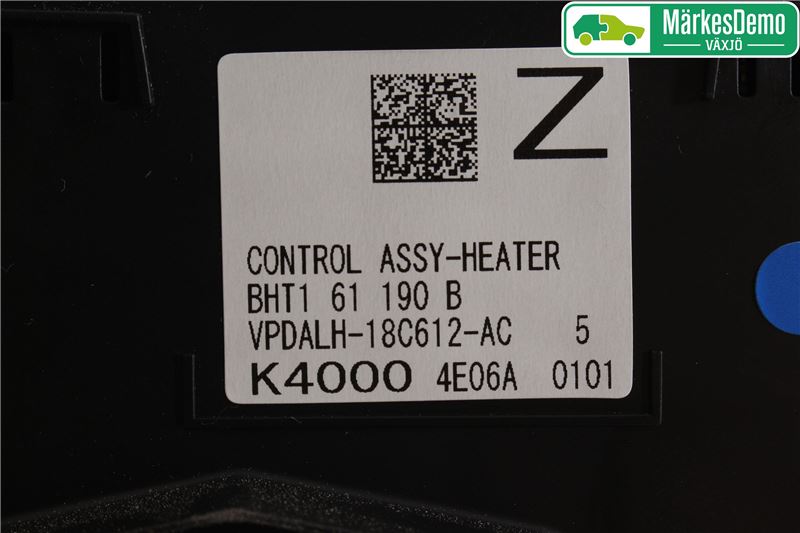 MärkesDemo
VÄXJÖ
Z
CONTROL ASSY-HEATER
BHT1 61 190 B
VPDALH-18C612-AC 5
K4000 4E06A 0101